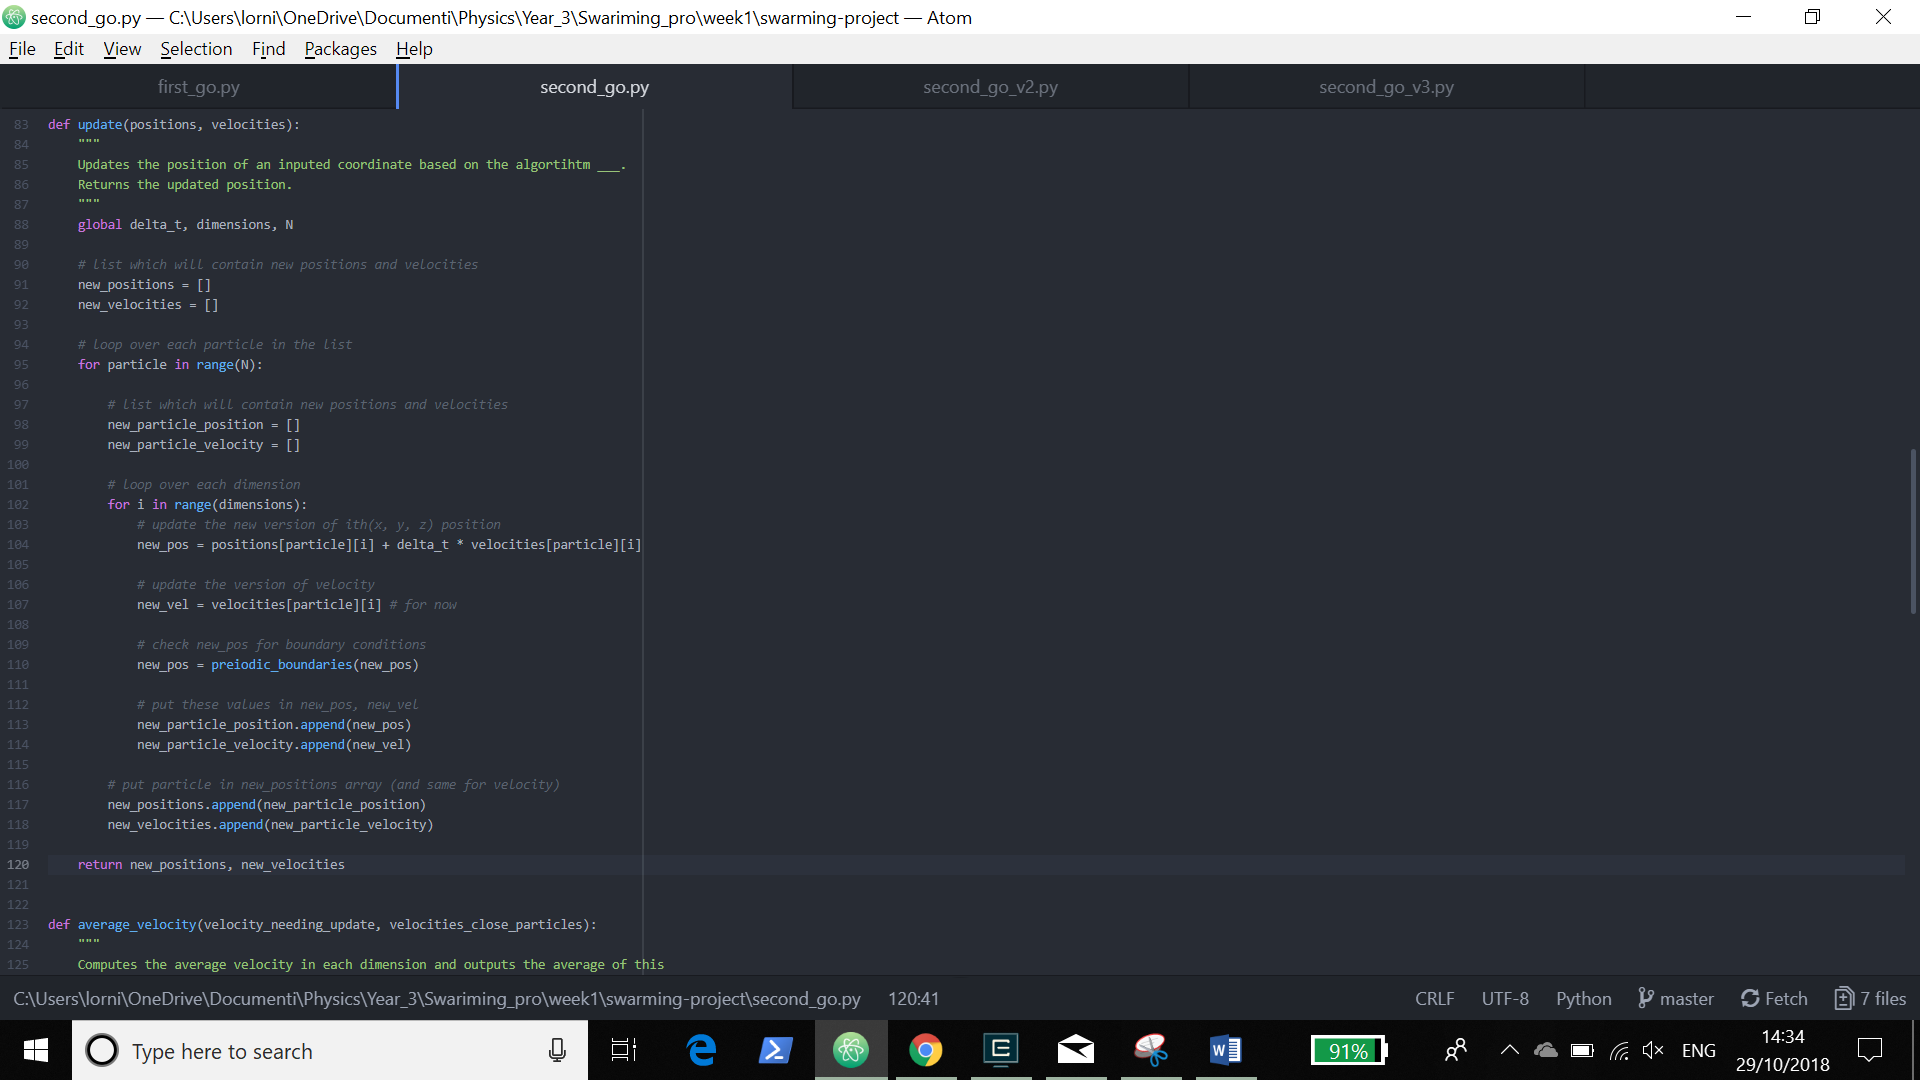 second_go.py — C:\Users\lorni\OneDrive\Documenti\Physics\Year_3\Swariming_pro\week1\swarming-project — Atom
File Edit View Selection Find Packages Help
first_go.py second_go.py second_go_v2.py second_go_v3.py
83 def update(positions, velocities):
84     """
85     Updates the position of an inputed coordinate based on the algortihtm ___.
86     Returns the updated position.
87     """
88     global delta_t, dimensions, N
89
90     # list which will contain new positions and velocities
91     new_positions = []
92     new_velocities = []
93
94     # loop over each particle in the list
95     for particle in range(N):
96
97         # list which will contain new positions and velocities
98         new_particle_position = []
99         new_particle_velocity = []
100
101         # loop over each dimension
102         for i in range(dimensions):
103             # update the new version of ith(x, y, z) position
104             new_pos = positions[particle][i] + delta_t * velocities[particle][i]
105
106             # update the version of velocity
107             new_vel = velocities[particle][i] # for now
108
109             # check new_pos for boundary conditions
110             new_pos = preiodic_boundaries(new_pos)
111
112             # put these values in new_pos, new_vel
113             new_particle_position.append(new_pos)
114             new_particle_velocity.append(new_vel)
115
116         # put particle in new_positions array (and same for velocity)
117         new_positions.append(new_particle_position)
118         new_velocities.append(new_particle_velocity)
119
120     return new_positions, new_velocities
121
122
123 def average_velocity(velocity_needing_update, velocities_close_particles):
124     """
125     Computes the average velocity in each dimension and outputs the average of this
C:\Users\lorni\OneDrive\Documenti\Physics\Year_3\Swariming_pro\week1\swarming-project\second_go.py 120:41 CRLF UTF-8 Python master Fetch 7 files
Type here to search 91% ENG 14:34
29/10/2018